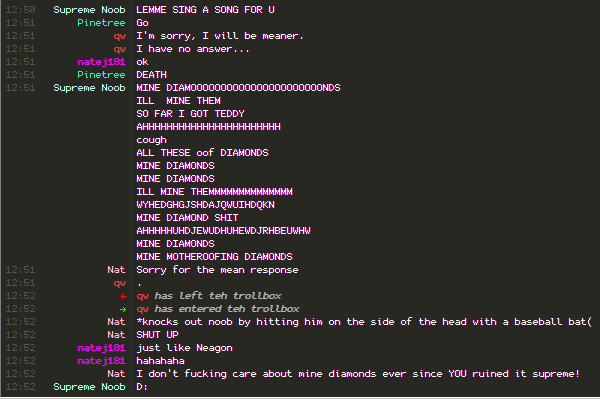 12:50 Supreme Noob LEMME SING A SONG FOR U
12:51 Pinetree Go
12:51 qw I'm sorry, I will be meaner.
12:51 qw I have no answer...
12:51 natej181 ok
12:51 Pinetree DEATH
12:51 Supreme Noob MINE DIAMOOOOOOOOOOOOOOOOOOOOOOONDS
ILL MINE THEM
SO FAR I GOT TEDDY
AHHHHHHHHHHHHHHHHHHHHHHH
cough
ALL THESE oof DIAMONDS
MINE DIAMONDS
MINE DIAMONDS
ILL MINE THEMMMMMMMMMMMMMM
WYHEDGHGJSHDAJQWUIHDQKN
MINE DIAMOND SHIT
AHHHHHUHDJEWUDHUHEWDJRHBEUWHW
MINE DIAMONDS
MINE MOTHEROOFING DIAMONDS
12:51 Nat Sorry for the mean response
12:51 qw .
12:52 ← qw has left teh trollbox
12:52 → qw has entered teh trollbox
12:52 Nat *knocks out noob by hitting him on the side of the head with a baseball bat(
12:52 Nat SHUT UP
12:52 natej181 just like Neagon
12:52 natej181 hahahaha
12:52 Nat I don't fucking care about mine diamonds ever since YOU ruined it supreme!
12:52 Supreme Noob D: